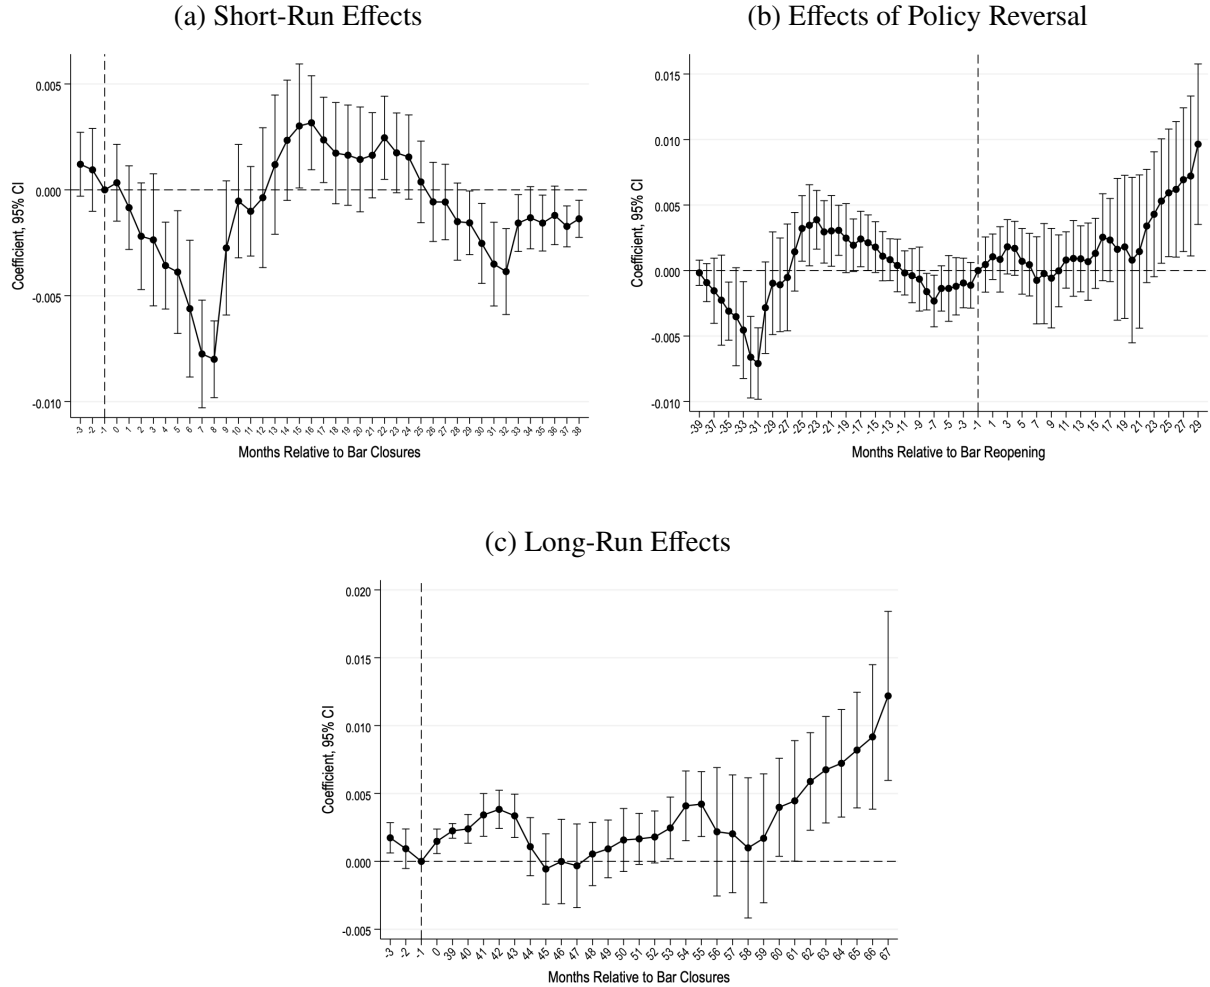 (a) Short-Run Effects
0.005
0.000
-0.005
-0.010
Coefficient, 95% CI
-3 -2 -1 0 1 2 3 4 5 6 7 8 9 10 11 12 13 14 15 16 17 18 19 20 21 22 23 24 25 26 27 28 29 30 31 32 33 34 35 36 37 38
Months Relative to Bar Closures
(b) Effects of Policy Reversal
0.015
0.010
0.005
0.000
-0.005
-0.010
Coefficient, 95% CI
-39 -37 -35 -33 -31 -29 -27 -25 -23 -21 -19 -17 -15 -13 -11 -9 -7 -5 -3 -1 1 3 5 7 9 11 13 15 17 19 21 23 25 27 29
Months Relative to Bar Reopening
(c) Long-Run Effects
0.020
0.015
0.010
0.005
0.000
-0.005
Coefficient, 95% CI
-3 -2 -1 0 39 40 41 42 43 44 45 46 47 48 49 50 51 52 53 54 55 56 57 58 59 60 61 62 63 64 65 66 67
Months Relative to Bar Closures